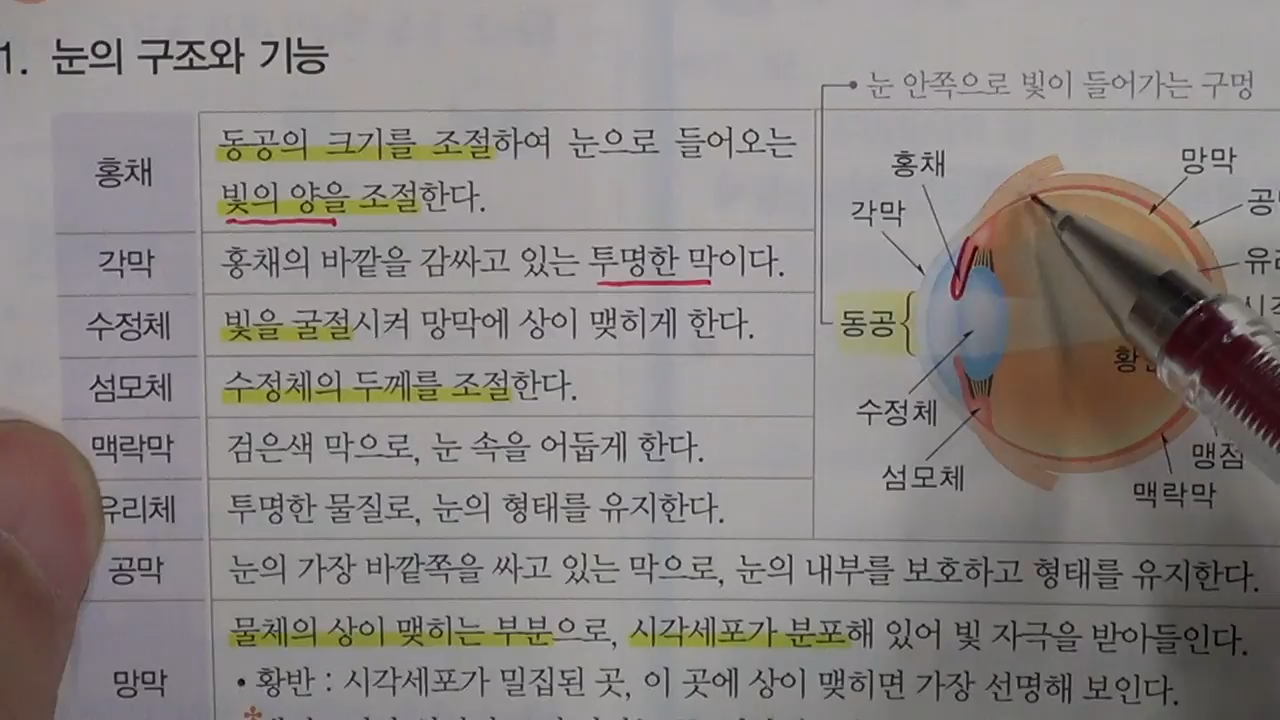 1. 눈의 구조와 기능
눈 안쪽으로 빛이 들어가는 구멍
홍채
동공의 크기를 조절하여 눈으로 들어오는
빛의 양을 조절한다.
각막
홍채의 바깥을 감싸고 있는 투명한 막이다.
수정체
빛을 굴절시켜 망막에 상이 맺히게 한다.
섬모체
수정체의 두께를 조절한다.
맥락막
검은색 막으로, 눈 속을 어둡게 한다.
유리체
투명한 물질로, 눈의 형태를 유지한다.
공막
눈의 가장 바깥쪽을 싸고 있는 막으로, 눈의 내부를 보호하고 형태를 유지한다.
망막
물체의 상이 맺히는 부분으로, 시각세포가 분포해 있어 빛 자극을 받아들인다.
• 황반 : 시각세포가 밀집된 곳, 이 곳에 상이 맺히면 가장 선명해 보인다.
홍채
각막
동공
수정체
섬모체
망막
맹점
맥락막